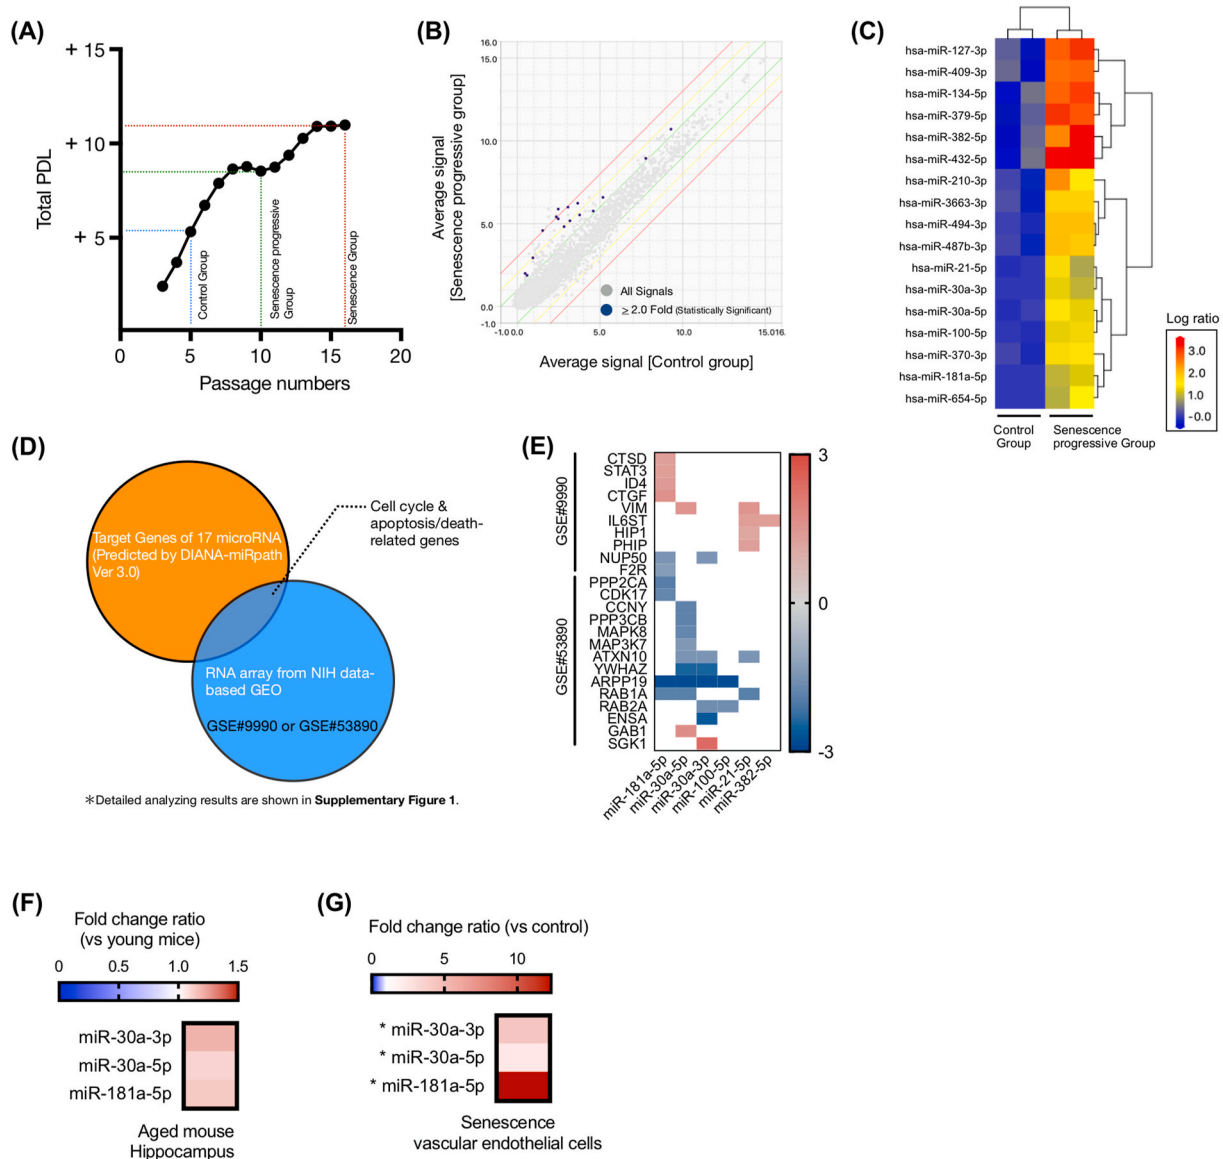 (A)
+ 15
+ 10
+ 5
Total PDL
Control Group
Senescence progressive
Group
Senescence Group
0
5
10
15
20
Passage numbers
(B)
Average signal
[Senescence progressive group]
16.0
15.0
10.0
5.0
0.0
-1.0
All Signals
≥ 2.0 Fold (Statistically Significant)
-1.00.0
5.0
10.0
15.016.
Average signal [Control group]
(C)
hsa-miR-127-3p
hsa-miR-409-3p
hsa-miR-134-5p
hsa-miR-379-5p
hsa-miR-382-5p
hsa-miR-432-5p
hsa-miR-210-3p
hsa-miR-3663-3p
hsa-miR-494-3p
hsa-miR-487b-3p
hsa-miR-21-5p
hsa-miR-30a-3p
hsa-miR-30a-5p
hsa-miR-100-5p
hsa-miR-370-3p
hsa-miR-181a-5p
hsa-miR-654-5p
Control
Group
Senescence
progressive Group
Log ratio
3.0
2.0
1.0
-0.0
(D)
Target Genes of 17 microRNA
(Predicted by DIANA-miRpath
Ver 3.0)
Cell cycle &
apoptosis/death-
related genes
RNA array from NIH data-
based GEO
GSE#9990 or GSE#53890
*Detailed analyzing results are shown in Supplementary Figure 1.
(E)
GSE#9990
GSE#53890
CTSD
STAT3
ID4
CTGF
VIM
IL6ST
HIP1
PHIP
NUP50
F2R
PPP2CA
CDK17
CCNY
PPP3CB
MAPK8
MAP3K7
ATXN10
YWHAZ
ARPP19
RAB1A
RAB2A
ENSA
GAB1
SGK1
miR-181a-5p
miR-30a-5p
miR-30a-3p
miR-100-5p
miR-21-5p
miR-382-5p
3
0
-3
(F)
Fold change ratio
(vs young mice)
0
0.5
1.0
1.5
miR-30a-3p
miR-30a-5p
miR-181a-5p
Aged mouse
Hippocampus
(G)
Fold change ratio (vs control)
0
5
10
* miR-30a-3p
* miR-30a-5p
* miR-181a-5p
Senescence
vascular endothelial cells